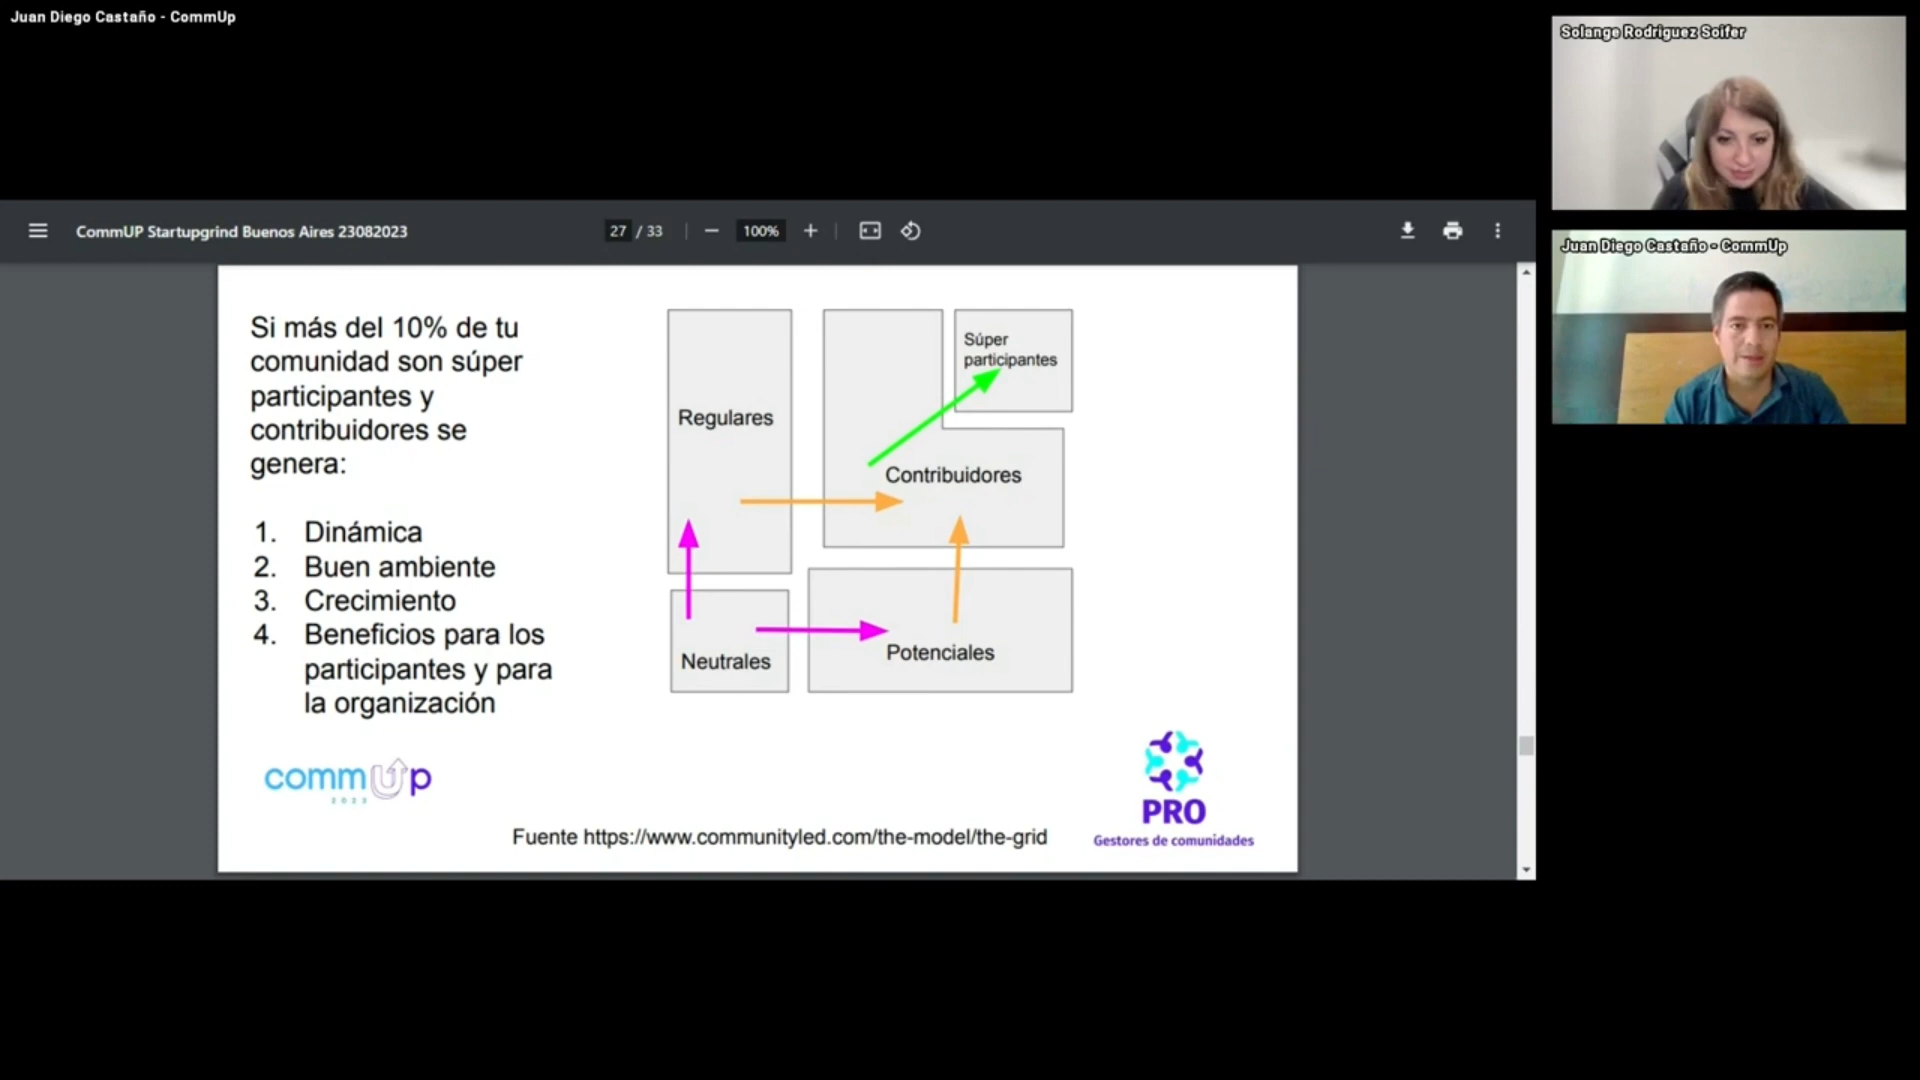 Juan Diego Castaño - CommUp
Solange Rodriguez Soifer
Juan Diego Castaño - CommUp
CommUP Startupgrind Buenos Aires 23082023
27 / 33
100%
Si más del 10% de tu
comunidad son súper
participantes y
contribuidores se
genera:
1. Dinámica
2. Buen ambiente
3. Crecimiento
4. Beneficios para los
participantes y para
la organización
Regulares
Súper
participantes
Contribuidores
Neutrales
Potenciales
commUp
2023
Fuente https://www.communityled.com/the-model/the-grid
PRO
Gestores de comunidades